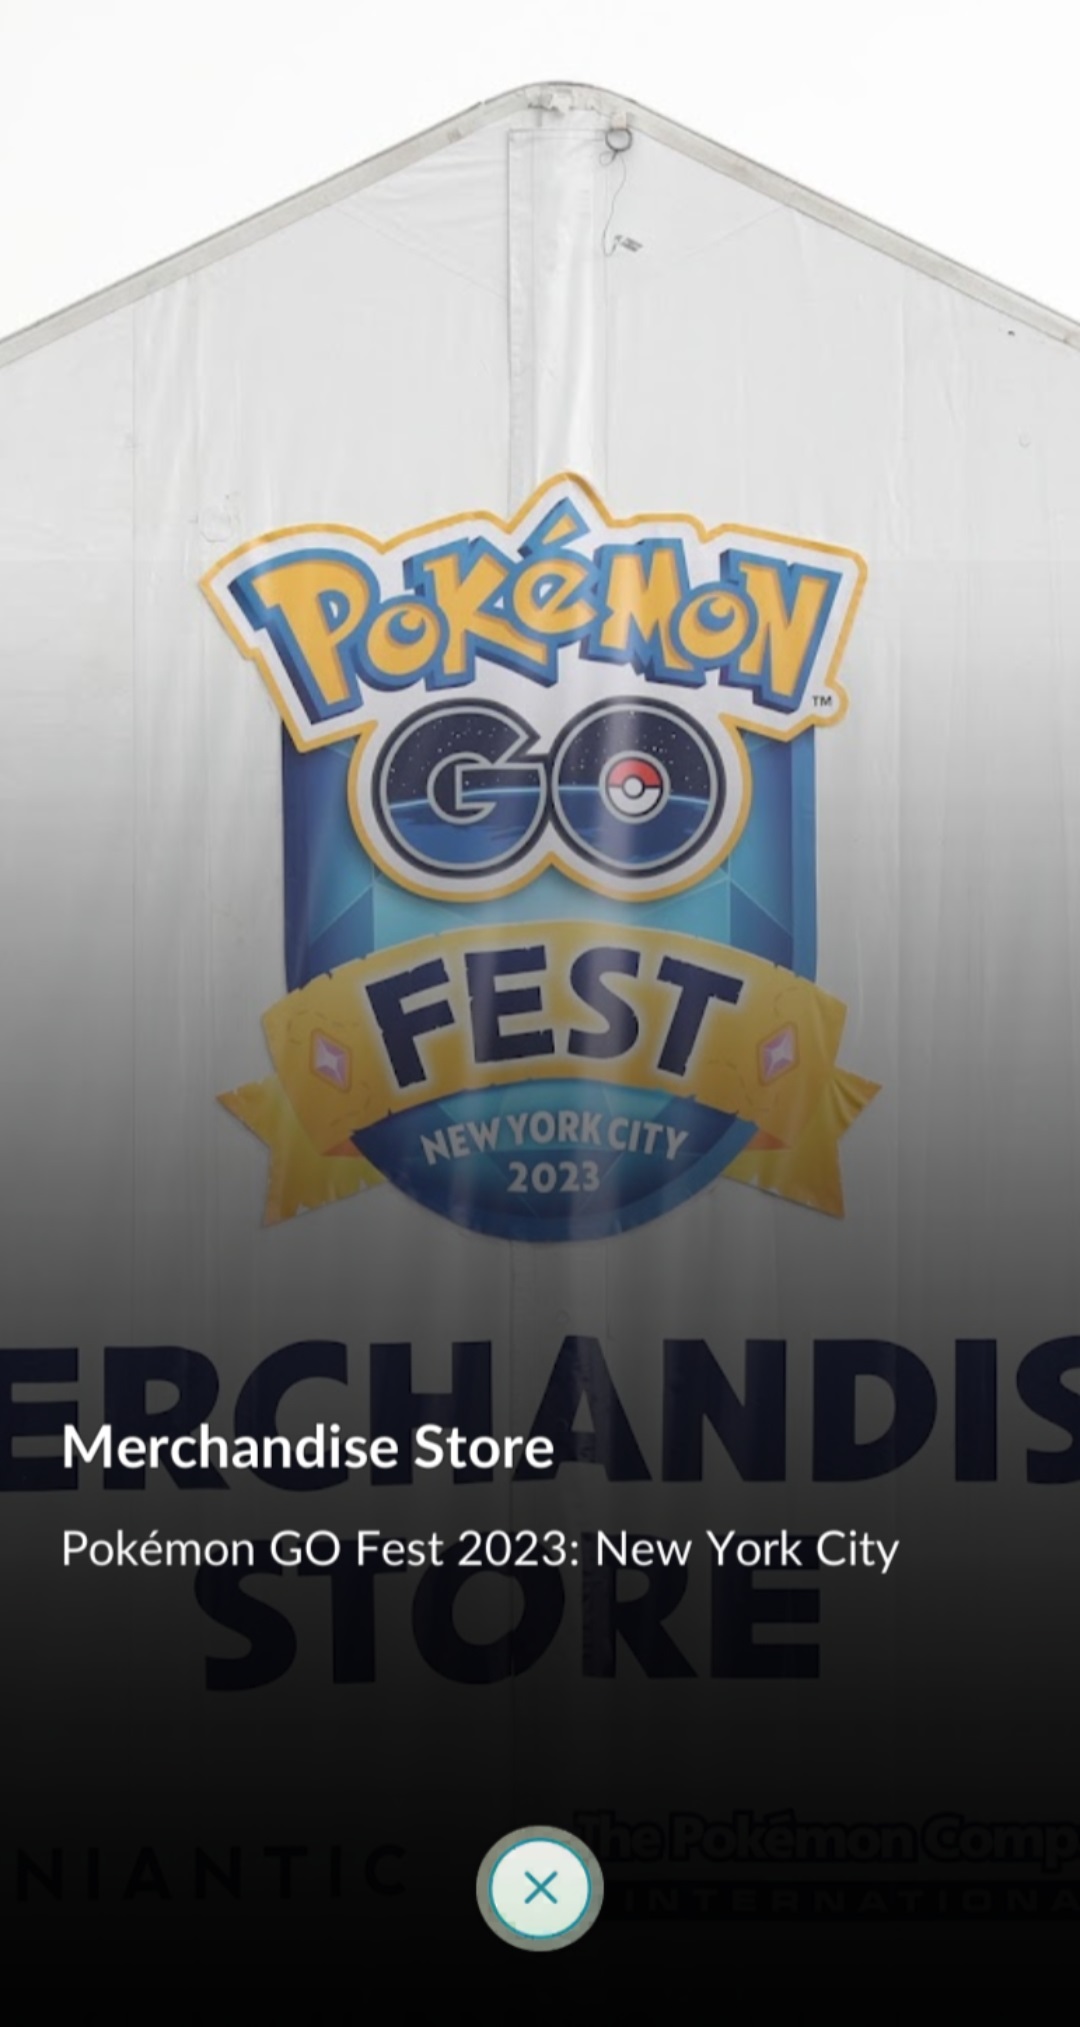 POKéMON
TM
GO
FEST
NEW YORK CITY
2023
ERCHANDIS
Merchandise Store
Pokémon GO Fest 2023: New York City
STORE
The Pokémon Comp
NIANTIC
INTERNATIONA